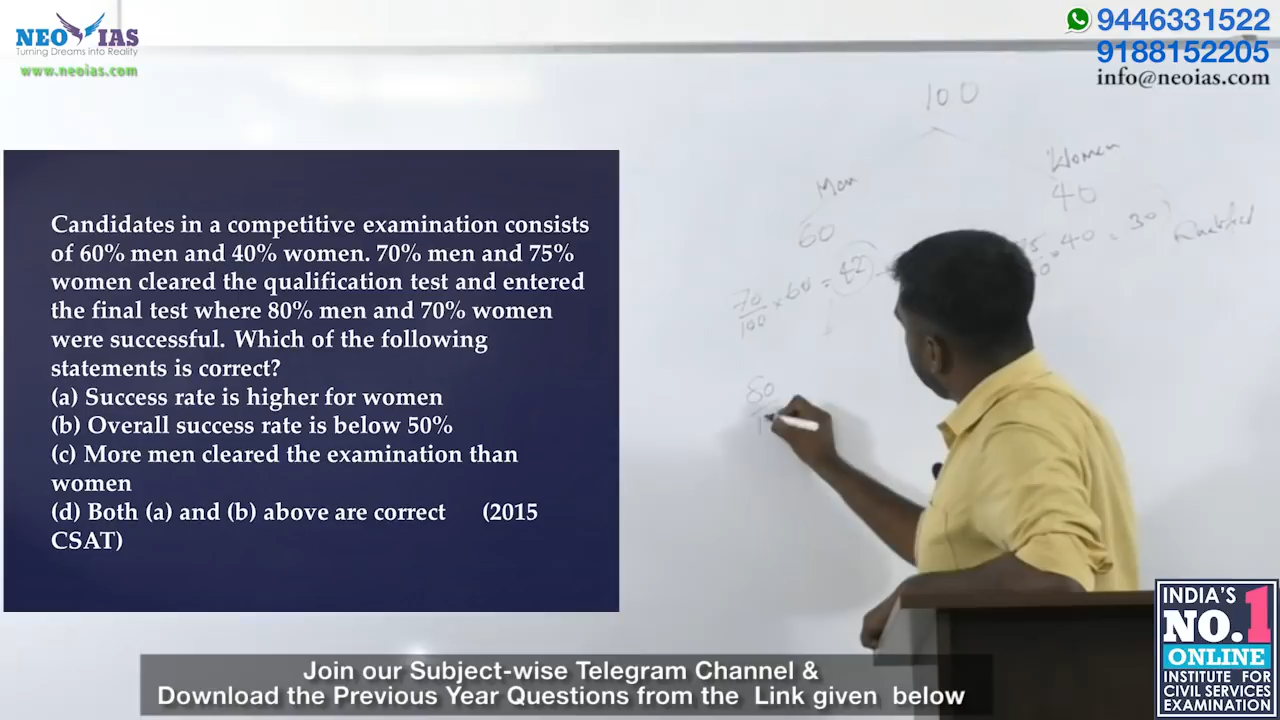 NEO IAS
Turning Dreams into Reality
www.neoias.com
9446331522
9188152205
info@neoias.com
Candidates in a competitive examination consists
of 60% men and 40% women. 70% men and 75%
women cleared the qualification test and entered
the final test where 80% men and 70% women
were successful. Which of the following
statements is correct?
(a) Success rate is higher for women
(b) Overall success rate is below 50%
(c) More men cleared the examination than
women
(d) Both (a) and (b) above are correct (2015
CSAT)
100
Men
Women
60
40
70/100 × 60 = 42
40 = 30
Qualified
80
INDIA'S
NO.1
ONLINE
INSTITUTE FOR
CIVIL SERVICES
EXAMINATION
Join our Subject-wise Telegram Channel &
Download the Previous Year Questions from the Link given below